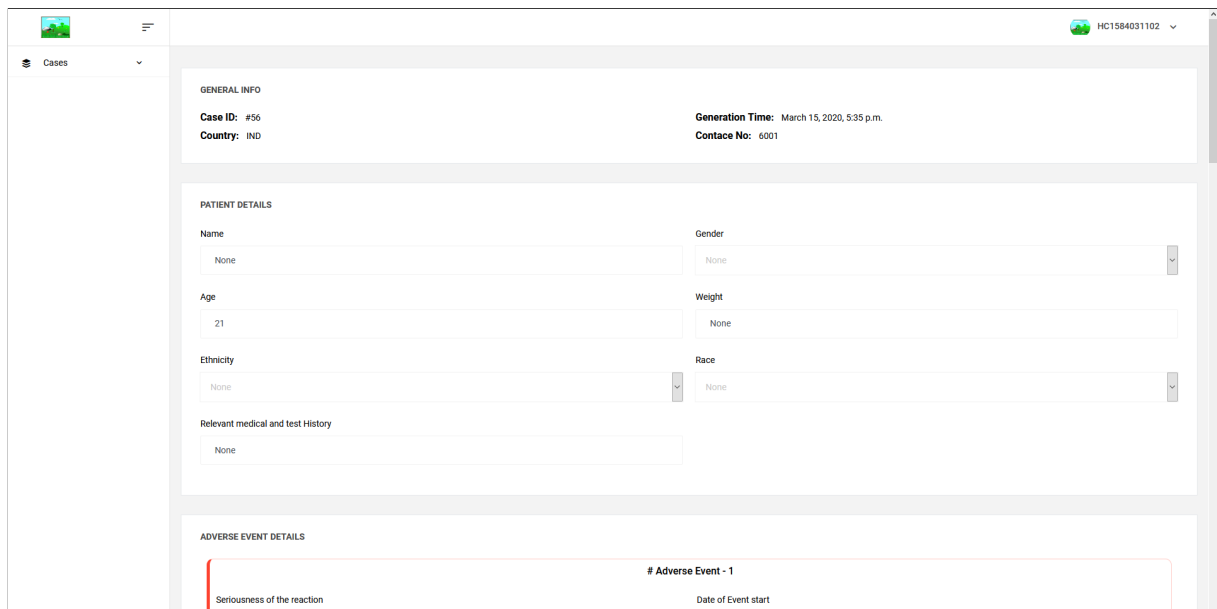 HC1584031102
Cases
GENERAL INFO
Case ID: #56
Generation Time: March 15, 2020, 5:35 p.m.
Country: IND
Contace No: 6001
PATIENT DETAILS
Name
Gender
None
None
Age
Weight
21
None
Ethnicity
Race
None
None
Relevant medical and test History
None
ADVERSE EVENT DETAILS
# Adverse Event - 1
Seriousness of the reaction
Date of Event start